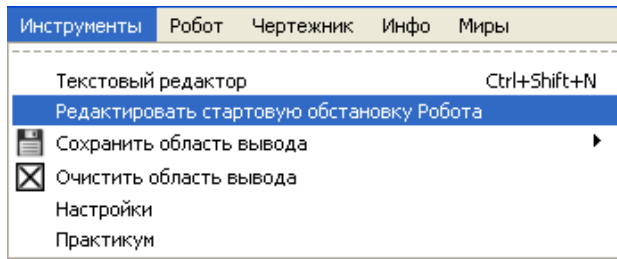 Инструменты Робот Чертежник Инфо Миры
Текстовый редактор Ctrl+Shift+N
Редактировать стартовую обстановку Робота
Сохранить область вывода
Очистить область вывода
Настройки
Практикум